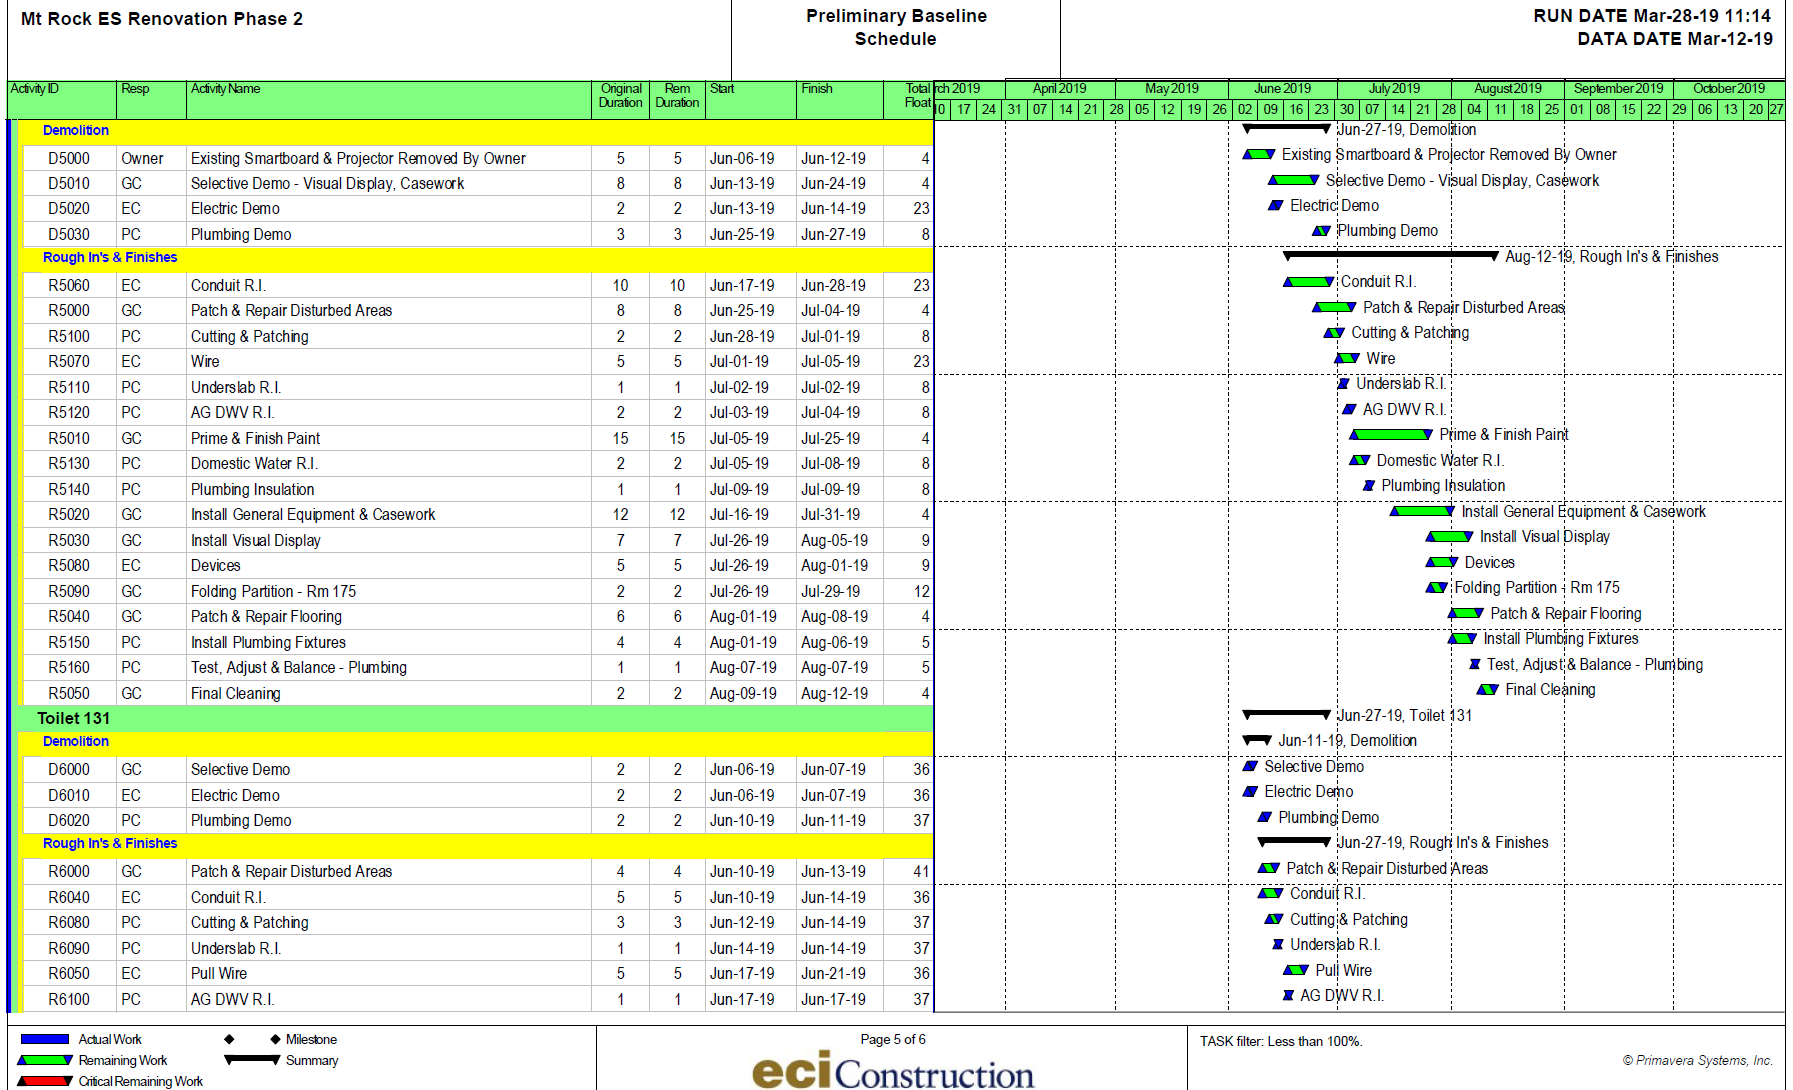 Mt Rock ES Renovation Phase 2
Preliminary Baseline
Schedule
RUN DATE Mar-28-19 11:14
DATA DATE Mar-12-19
Activity ID Resp Activity Name Original Duration Rem Duration Start Finish Total Float
rch 2019 April 2019 May 2019 June 2019 July 2019 August 2019 September 2019 October 2019
10 17 24 31 07 14 21 28 05 12 19 26 02 09 16 23 30 07 14 21 28 04 11 18 25 01 08 15 22 29 06 13 20 27
Demolition Jun-27-19, Demolition
D5000 Owner Existing Smartboard & Projector Removed By Owner 5 5 Jun-06-19 Jun-12-19 4 Existing Smartboard & Projector Removed By Owner
D5010 GC Selective Demo - Visual Display, Casework 8 8 Jun-13-19 Jun-24-19 4 Selective Demo - Visual Display, Casework
D5020 EC Electric Demo 2 2 Jun-13-19 Jun-14-19 23 Electric Demo
D5030 PC Plumbing Demo 3 3 Jun-25-19 Jun-27-19 8 Plumbing Demo
Rough In's & Finishes Aug-12-19, Rough In's & Finishes
R5060 EC Conduit R.I. 10 10 Jun-17-19 Jun-28-19 23 Conduit R.I.
R5000 GC Patch & Repair Disturbed Areas 8 8 Jun-25-19 Jul-04-19 4 Patch & Repair Disturbed Areas
R5100 PC Cutting & Patching 2 2 Jun-28-19 Jul-01-19 8 Cutting & Patching
R5070 EC Wire 5 5 Jul-01-19 Jul-05-19 23 Wire
R5110 PC Underslab R.I. 1 1 Jul-02-19 Jul-02-19 8 Underslab R.I.
R5120 PC AG DWV R.I. 2 2 Jul-03-19 Jul-04-19 8 AG DWV R.I.
R5010 GC Prime & Finish Paint 15 15 Jul-05-19 Jul-25-19 4 Prime & Finish Paint
R5130 PC Domestic Water R.I. 2 2 Jul-05-19 Jul-08-19 8 Domestic Water R.I.
R5140 PC Plumbing Insulation 1 1 Jul-09-19 Jul-09-19 8 Plumbing Insulation
R5020 GC Install General Equipment & Casework 12 12 Jul-16-19 Jul-31-19 4 Install General Equipment & Casework
R5030 GC Install Visual Display 7 7 Jul-26-19 Aug-05-19 9 Install Visual Display
R5080 EC Devices 5 5 Jul-26-19 Aug-01-19 9 Devices
R5090 GC Folding Partition - Rm 175 2 2 Jul-26-19 Jul-29-19 12 Folding Partition - Rm 175
R5040 GC Patch & Repair Flooring 6 6 Aug-01-19 Aug-08-19 4 Patch & Repair Flooring
R5150 PC Install Plumbing Fixtures 4 4 Aug-01-19 Aug-06-19 5 Install Plumbing Fixtures
R5160 PC Test, Adjust & Balance - Plumbing 1 1 Aug-07-19 Aug-07-19 5 Test, Adjust & Balance - Plumbing
R5050 GC Final Cleaning 2 2 Aug-09-19 Aug-12-19 4 Final Cleaning
Toilet 131 Jun-27-19, Toilet 131
Demolition Jun-11-19, Demolition
D6000 GC Selective Demo 2 2 Jun-06-19 Jun-07-19 36 Selective Demo
D6010 EC Electric Demo 2 2 Jun-06-19 Jun-07-19 36 Electric Demo
D6020 PC Plumbing Demo 2 2 Jun-10-19 Jun-11-19 37 Plumbing Demo
Rough In's & Finishes Jun-27-19, Rough In's & Finishes
R6000 GC Patch & Repair Disturbed Areas 4 4 Jun-10-19 Jun-13-19 41 Patch & Repair Disturbed Areas
R6040 EC Conduit R.I. 5 5 Jun-10-19 Jun-14-19 36 Conduit R.I.
R6080 PC Cutting & Patching 3 3 Jun-12-19 Jun-14-19 37 Cutting & Patching
R6090 PC Underslab R.I. 1 1 Jun-14-19 Jun-14-19 37 Underslab R.I.
R6050 EC Pull Wire 5 5 Jun-17-19 Jun-21-19 36 Pull Wire
R6100 PC AG DWV R.I. 1 1 Jun-17-19 Jun-17-19 37 AG DWV R.I.
Actual Work Milestone
Remaining Work Summary
Critical Remaining Work
Page 5 of 6
eciConstruction
TASK filter: Less than 100%.
© Primavera Systems, Inc.